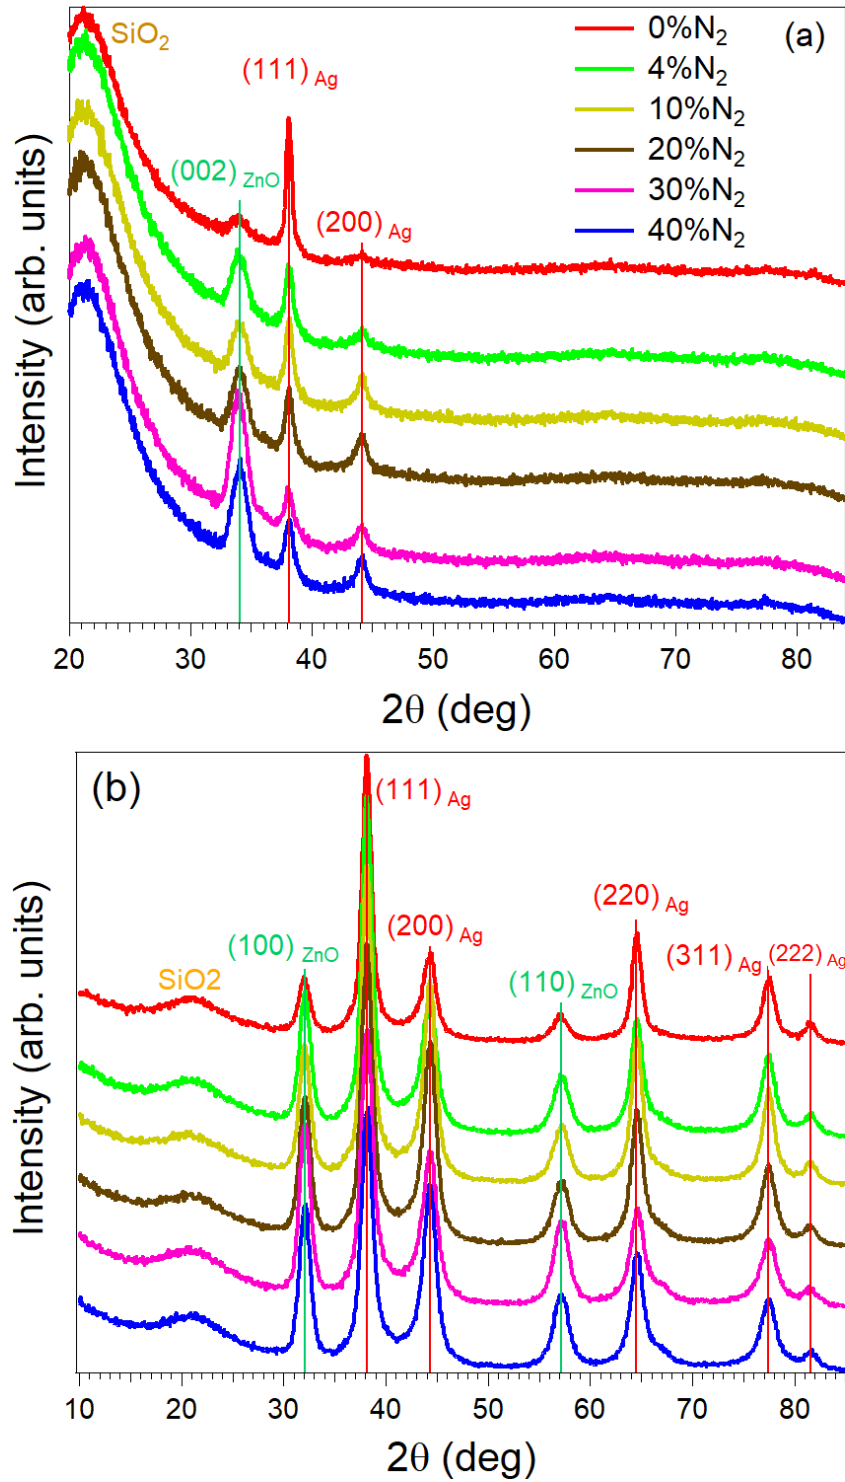 SiO₂
0%N₂
(a)
(111) Ag
4%N₂
10%N₂
(002) ZnO
20%N₂
(200) Ag
30%N₂
40%N₂
Intensity (arb. units)
20 30 40 50 60 70 80
2θ (deg)
(b)
(111) Ag
(220) Ag
(200) Ag
(100) ZnO
(311) Ag (222) Ag
SiO2
(110) ZnO
Intensity (arb. units)
10 20 30 40 50 60 70 80
2θ (deg)